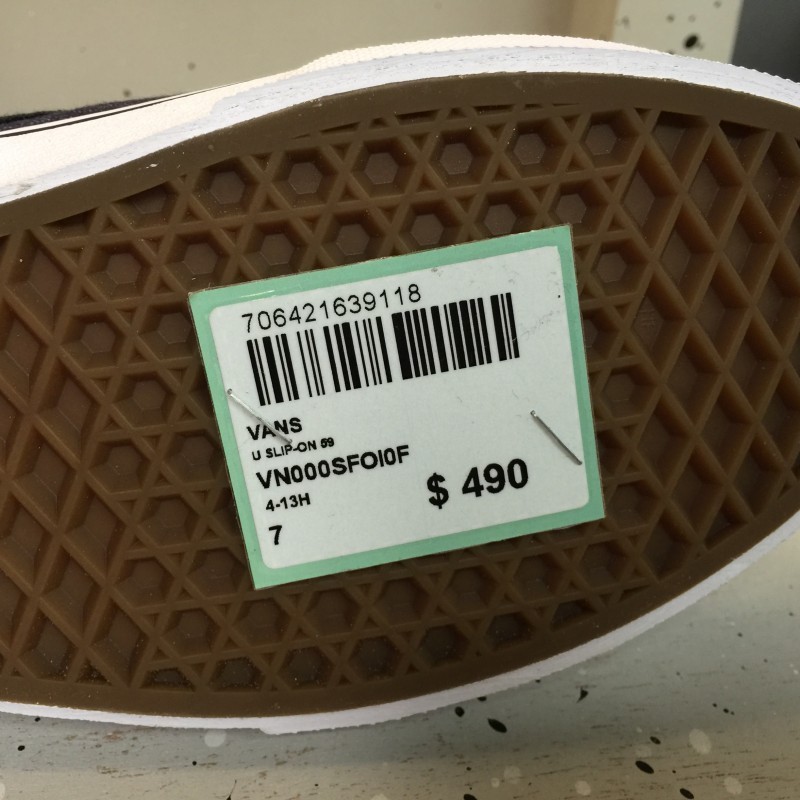 706421639118
VANS
U SLIP-ON 59
VN000SFOI0F
4-13H
$ 490
7